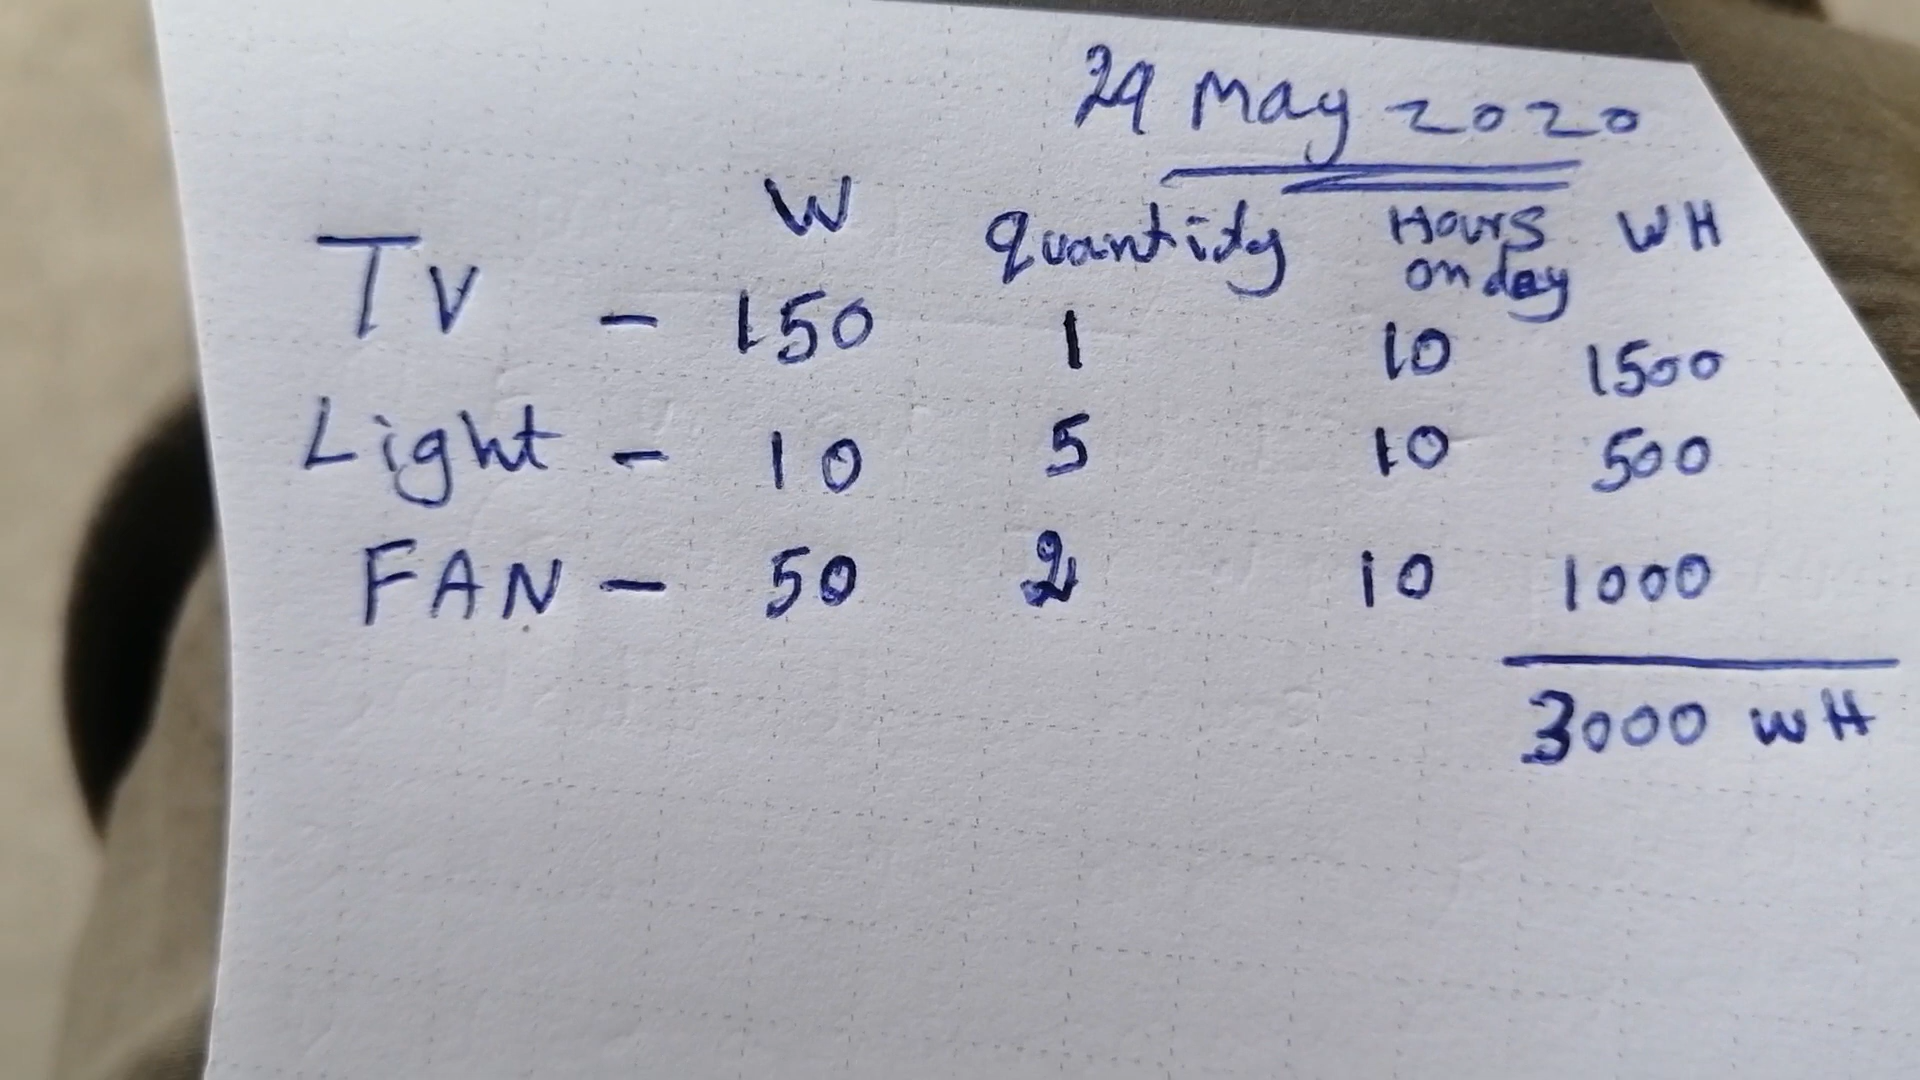 29 May 2020
W quantity Hours on day WH
TV - 150 1 10 1500
Light - 10 5 10 500
FAN - 50 2 10 1000
3000 WH